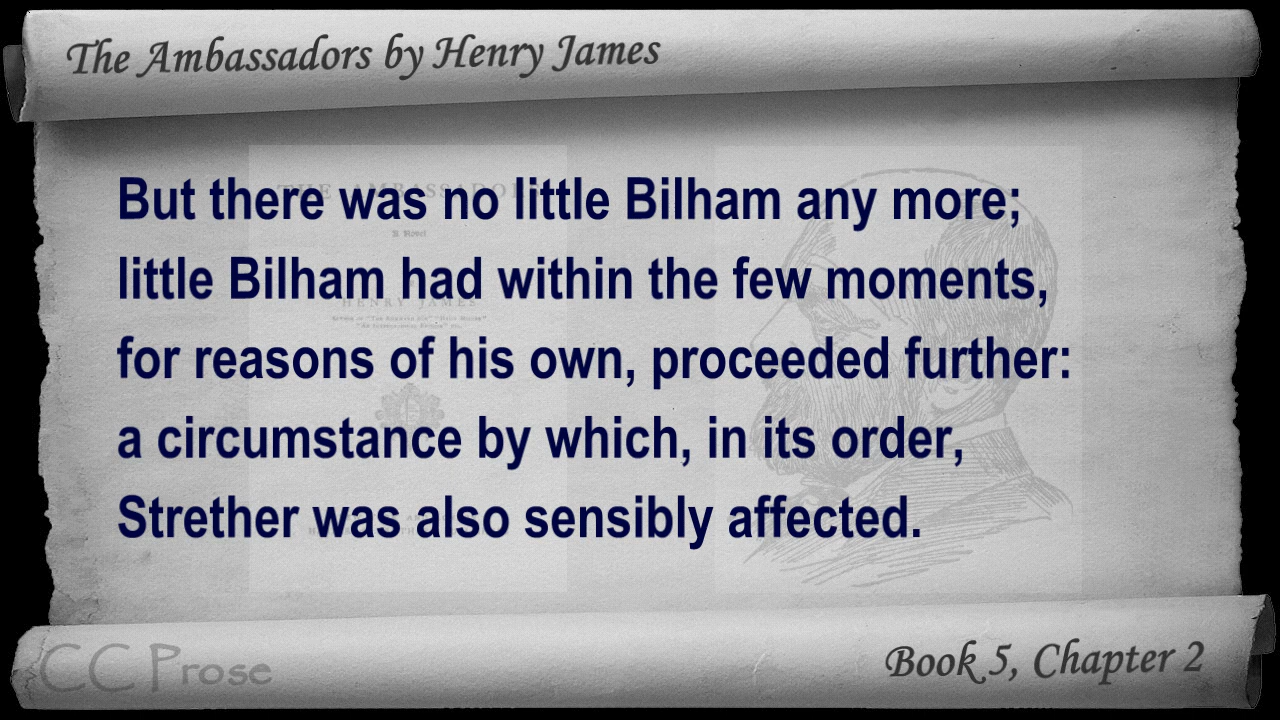 The Ambassadors by Henry James
But there was no little Bilham any more;
little Bilham had within the few moments,
for reasons of his own, proceeded further:
a circumstance by which, in its order,
Strether was also sensibly affected.
CC Prose
Book 5, Chapter 2